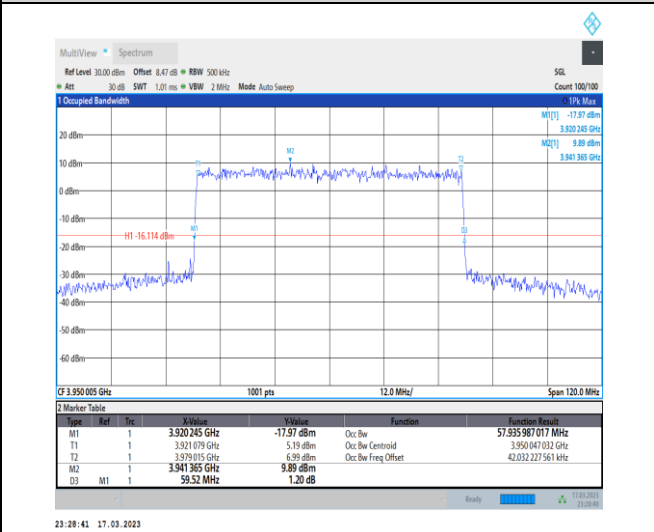 MultiView Spectrum
Ref Level 30.00 dBm Offset 8.47 dB RBW 500 kHz SGL
Att 30 dB SWT 1.01 ms VBW 2 MHz Mode Auto Sweep Count 100/100
1 Occupied Bandwidth 1Pk Max
M1[1] -17.97 dBm
3.920 245 GHz
M2[1] 9.89 dBm
3.941 365 GHz
20 dBm
M2
T1 T2
10 dBm
0 dBm
-10 dBm
M1 D3
H1 -16.114 dBm
-20 dBm
-30 dBm
-40 dBm
-50 dBm
-60 dBm
CF 3.950 005 GHz 1001 pts 12.0 MHz/ Span 120.0 MHz
2 Marker Table
Type Ref Trc X-Value Y-Value Function Function Result
M1 1 3.920 245 GHz -17.97 dBm Occ Bw 57.935 987 017 MHz
T1 1 3.921 079 GHz 5.19 dBm Occ Bw Centroid 3.950 047 032 GHz
T2 1 3.979 015 GHz 6.99 dBm Occ Bw Freq Offset 42.032 227 561 kHz
M2 1 3.941 365 GHz 9.89 dBm
D3 M1 1 59.52 MHz 1.20 dB
Ready 17.03.2023
23:28:40
23:28:41 17.03.2023